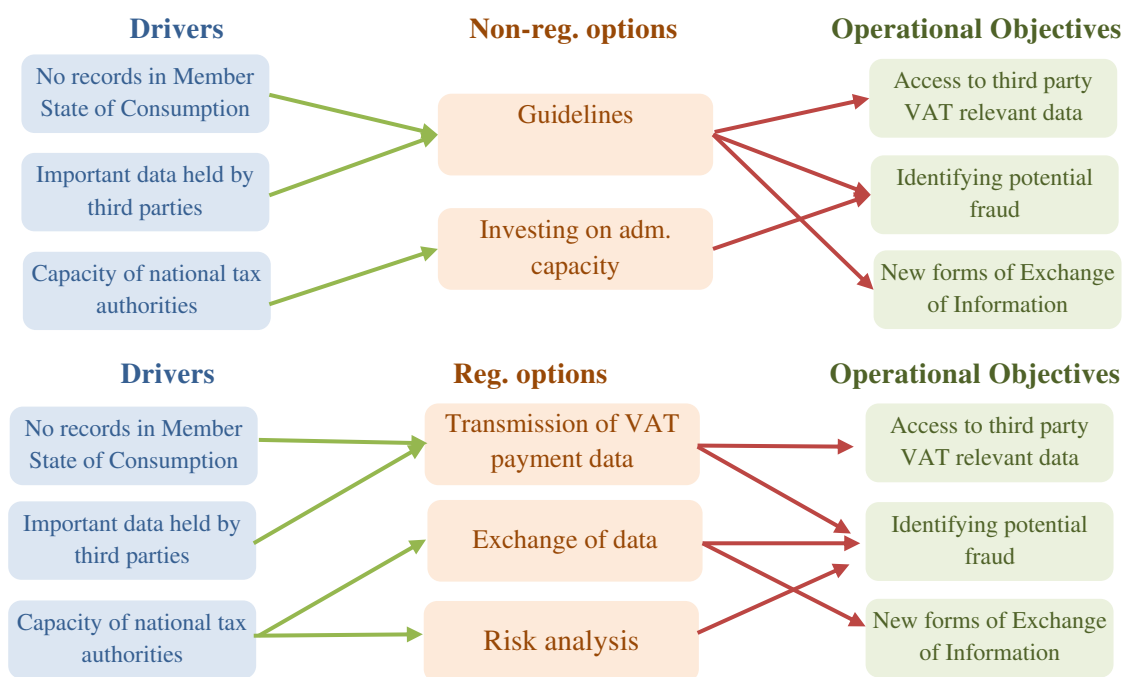 Drivers
Non-reg. options
Operational Objectives
No records in Member
State of Consumption
Guidelines
Access to third party
VAT relevant data
Important data held by
third parties
Identifying potential
fraud
Investing on adm.
capacity
Capacity of national tax
authorities
New forms of Exchange
of Information
Drivers
Reg. options
Operational Objectives
No records in Member
State of Consumption
Transmission of VAT
payment data
Access to third party
VAT relevant data
Important data held by
third parties
Exchange of data
Identifying potential
fraud
Capacity of national tax
authorities
Risk analysis
New forms of Exchange
of Information